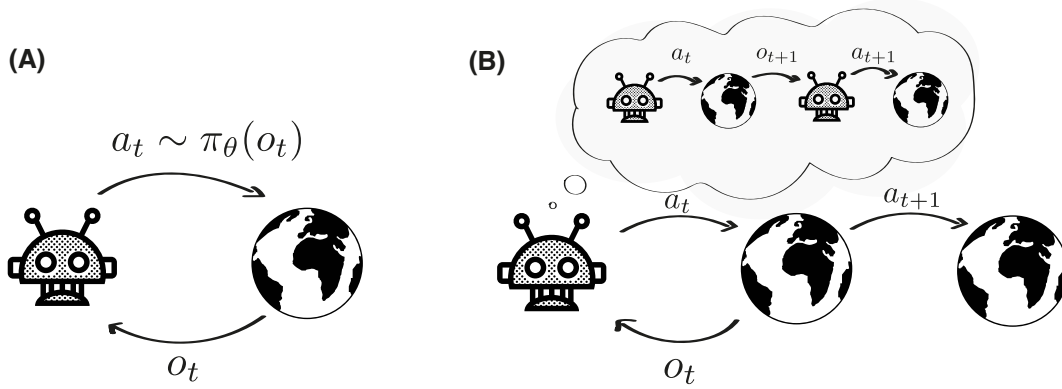 (A)
a_t ∼ π_θ(o_t)
o_t
(B)
a_t o_{t+1} a_{t+1}
a_t a_{t+1}
o_t